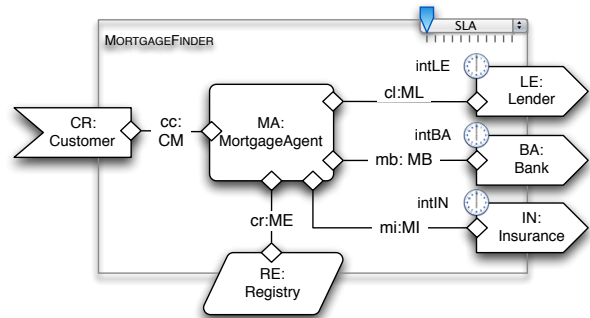 SLA
MORTGAGEFINDER
intLE
CR:
Customer
cc:
CM
MA:
MortgageAgent
cl:ML
LE:
Lender
intBA
mb: MB
BA:
Bank
intIN
cr:ME
mi:MI
IN:
Insurance
RE:
Registry